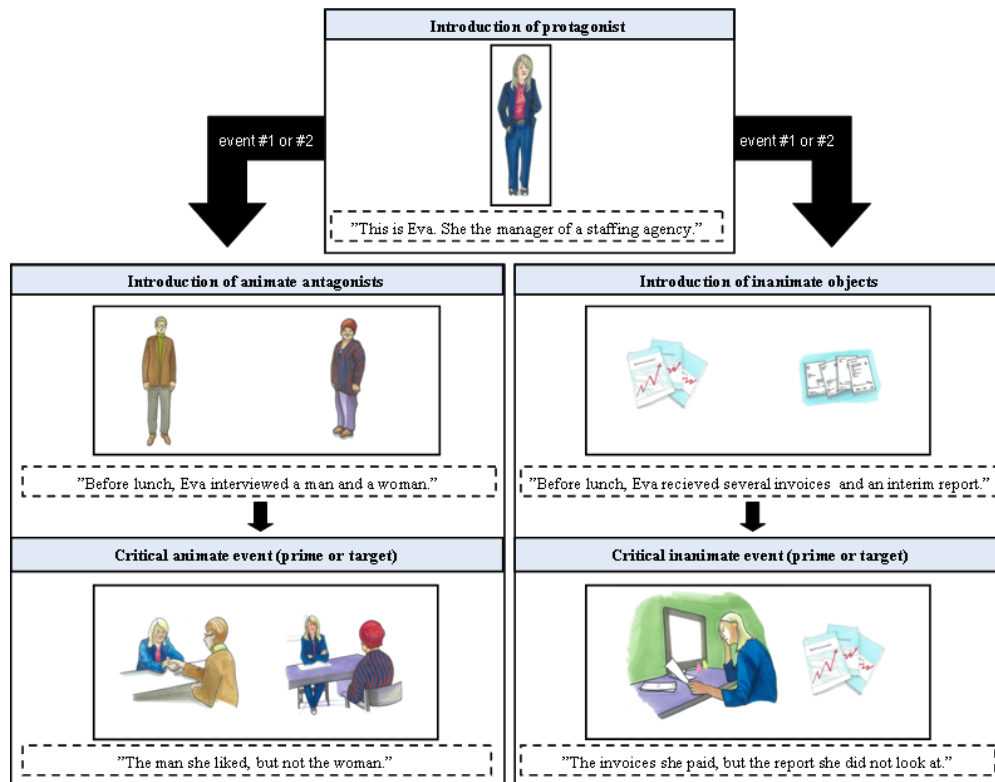 Introduction of protagonist
event #1 or #2
event #1 or #2
”This is Eva. She the manager of a staffing agency.”
Introduction of animate antagonists
Introduction of inanimate objects
”Before lunch, Eva interviewed a man and a woman.”
”Before lunch, Eva recieved several invoices and an interim report.”
Critical animate event (prime or target)
Critical inanimate event (prime or target)
”The man she liked, but not the woman.”
”The invoices she paid, but the report she did not look at.”